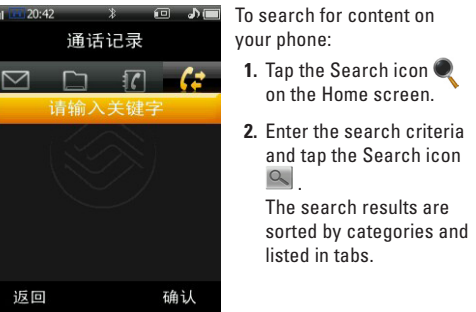 20:42
通话记录
请输入关键字
返回 确认
To search for content on
your phone:
1. Tap the Search icon
on the Home screen.
2. Enter the search criteria
and tap the Search icon
.
The search results are
sorted by categories and
listed in tabs.